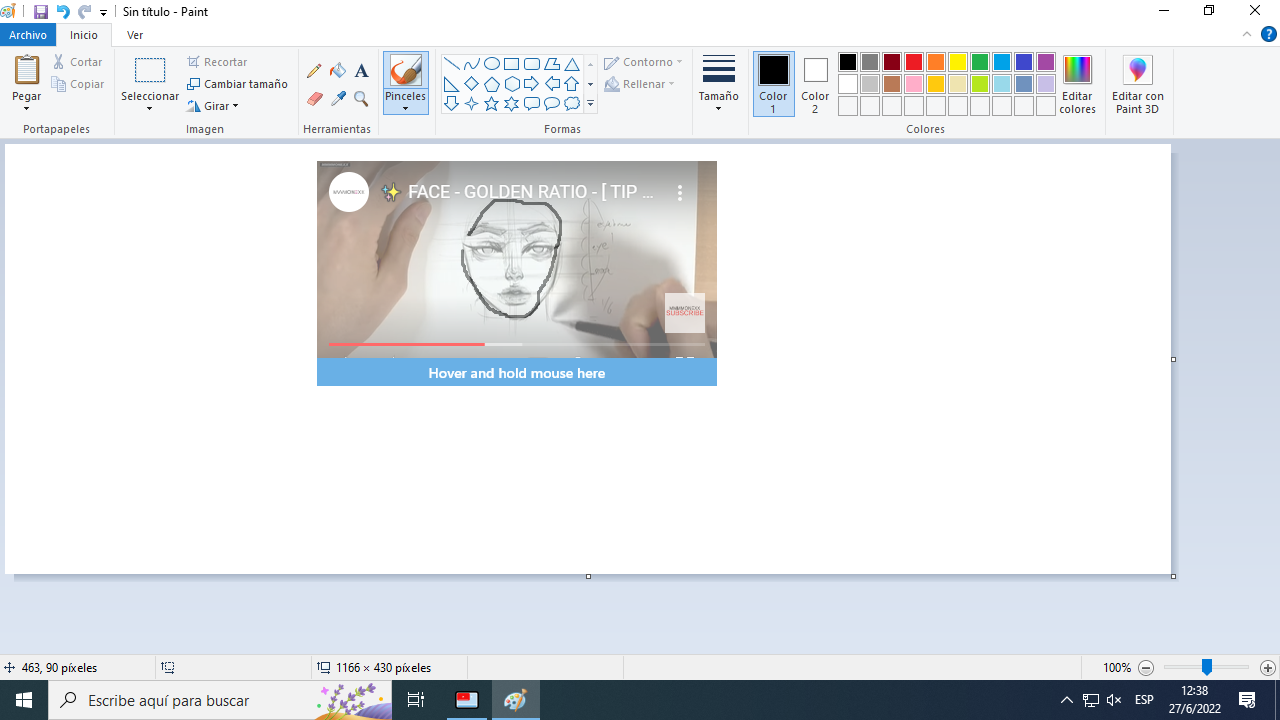 Sin título - Paint
Archivo Inicio Ver
Pegar
Cortar
Copiar
Portapapeles
Seleccionar
Recortar
Cambiar tamaño
Girar
Imagen
Herramientas
Pinceles
Contorno
Rellenar
Formas
Tamaño
Color
1
Color
2
Editar
colores
Colores
Editar con
Paint 3D
FACE - GOLDEN RATIO - [ TIP ...
SUBSCRIBE
Hover and hold mouse here
463, 90 píxeles
1166 × 430 píxeles
100%
Escribe aquí para buscar
ESP
12:38
27/6/2022